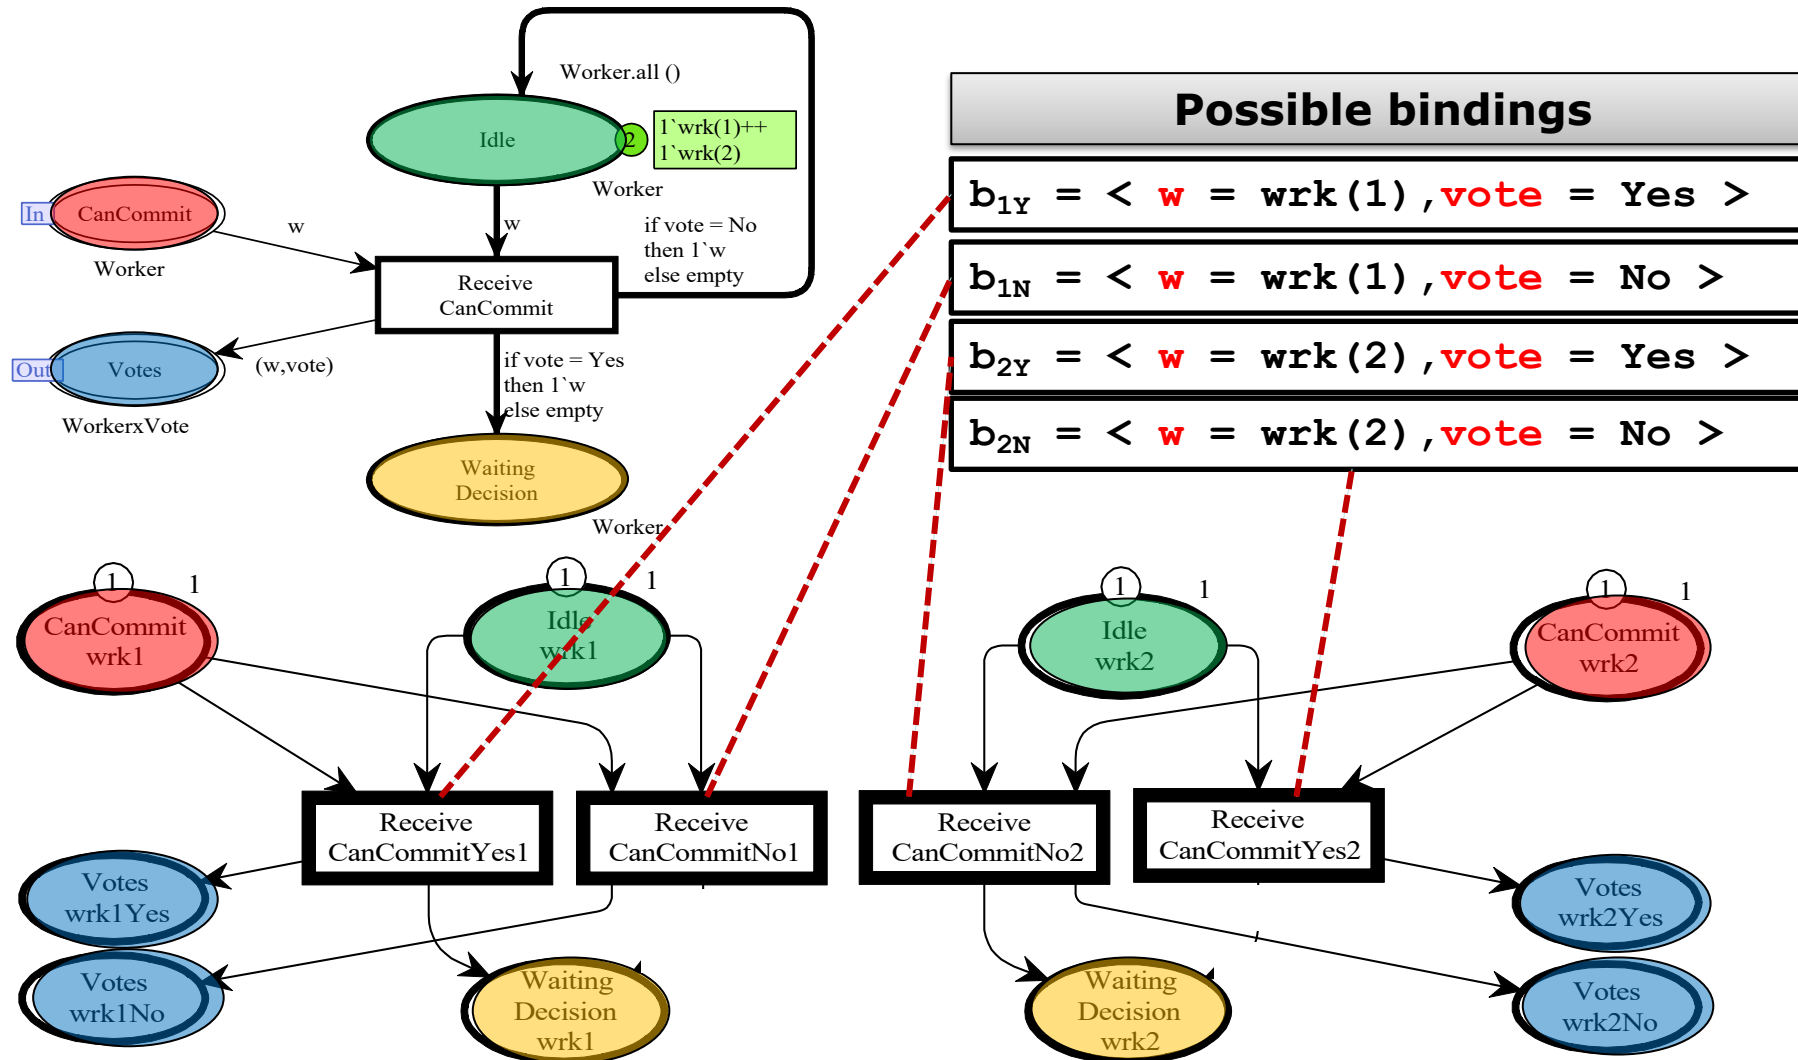 Worker.all ()
Idle
2
1`wrk(1)++
1`wrk(2)
Worker
In
CanCommit
Worker
w
w
if vote = No
then 1`w
else empty
Receive
CanCommit
Out
Votes
WorkerxVote
(w,vote)
if vote = Yes
then 1`w
else empty
Waiting
Decision
Worker
Possible bindings
b1Y = < w = wrk(1),vote = Yes >
b1N = < w = wrk(1),vote = No >
b2Y = < w = wrk(2),vote = Yes >
b2N = < w = wrk(2),vote = No >
1
1
CanCommit
wrk1
1
1
Idle
wrk1
1
1
Idle
wrk2
1
1
CanCommit
wrk2
Receive
CanCommitYes1
Receive
CanCommitNo1
Receive
CanCommitNo2
Receive
CanCommitYes2
Votes
wrk1Yes
Votes
wrk1No
Waiting
Decision
wrk1
Waiting
Decision
wrk2
Votes
wrk2Yes
Votes
wrk2No